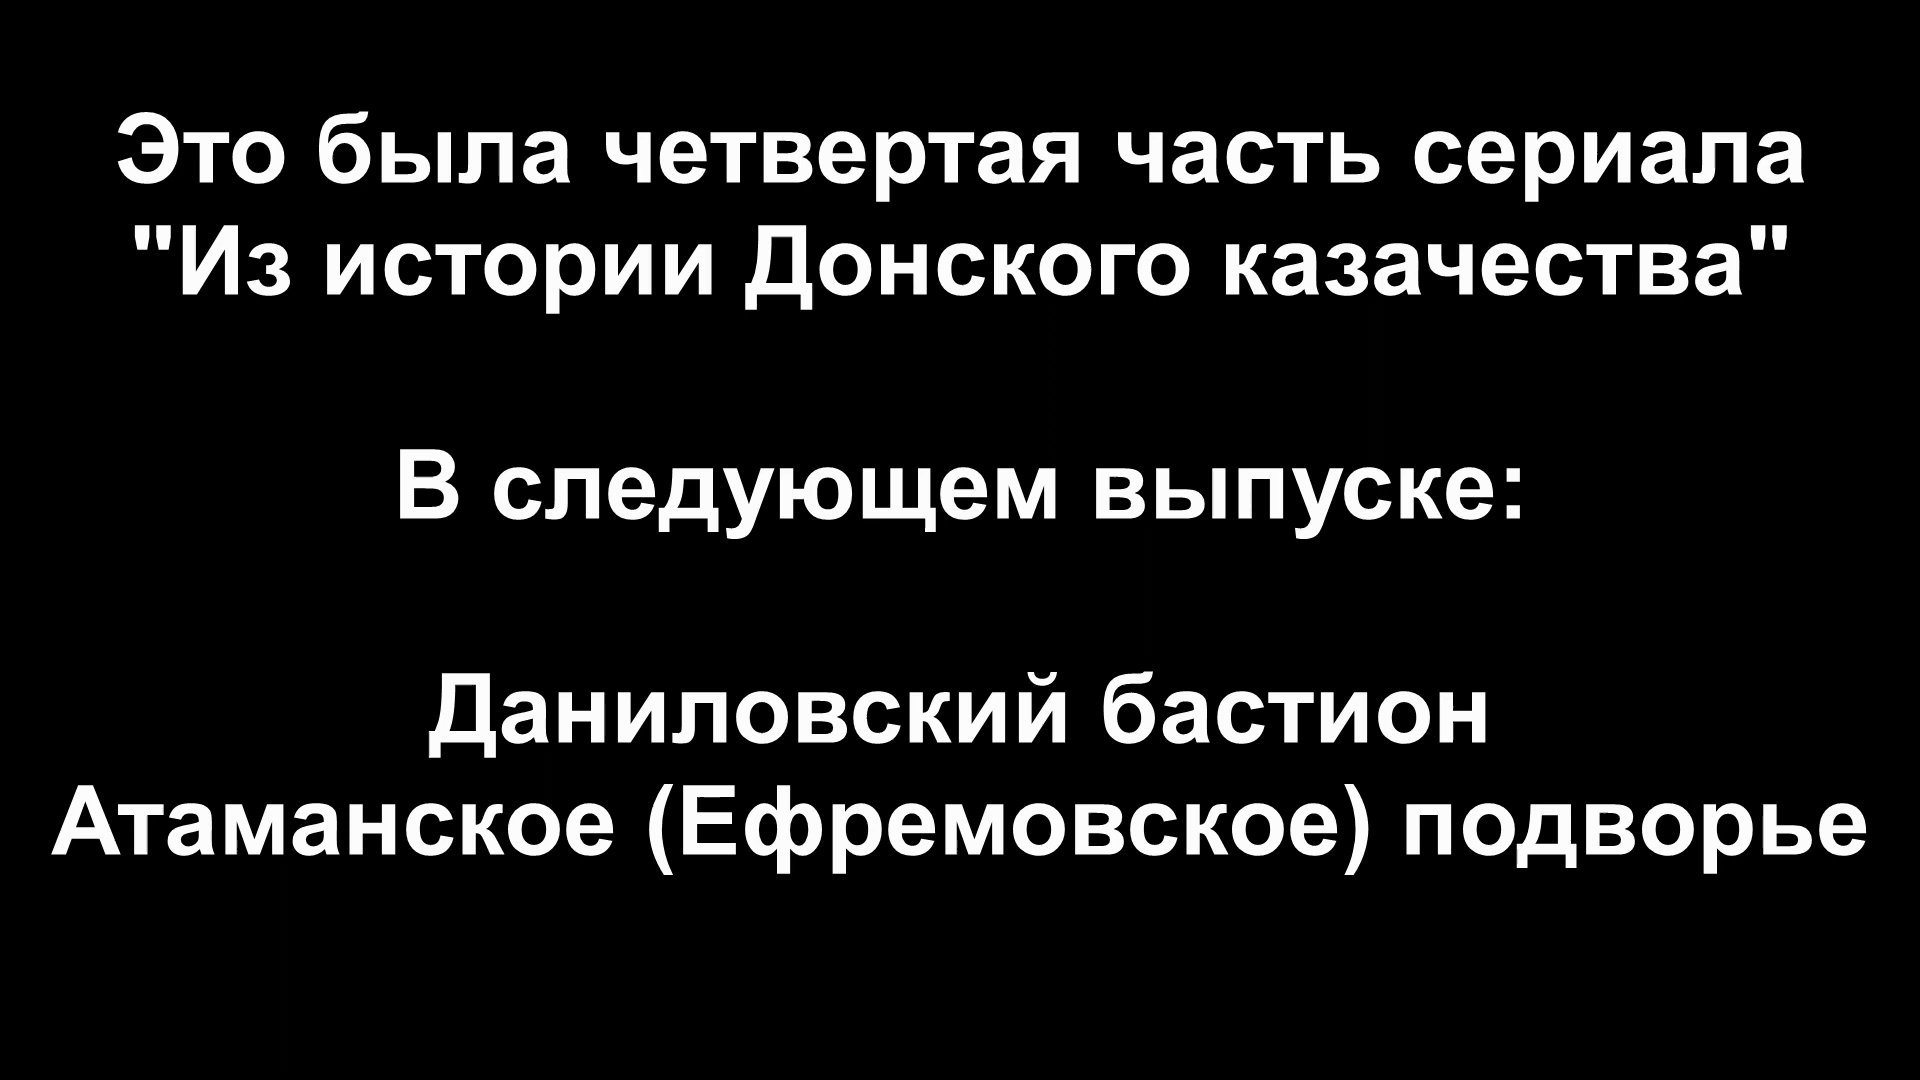 Это была четвертая часть сериала
"Из истории Донского казачества"
В следующем выпуске:
Даниловский бастион
Атаманское (Ефремовское) подворье